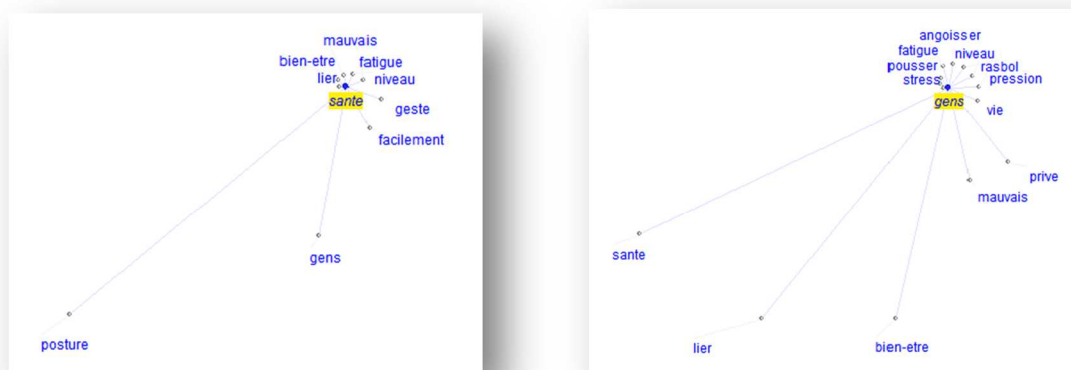 mauvais
bien-etre fatigue
lier niveau
sante
geste
facilement
gens
posture
angoisser
fatigue niveau
pousser rasbol
stress pression
gens
vie
prive
mauvais
sante
lier
bien-etre